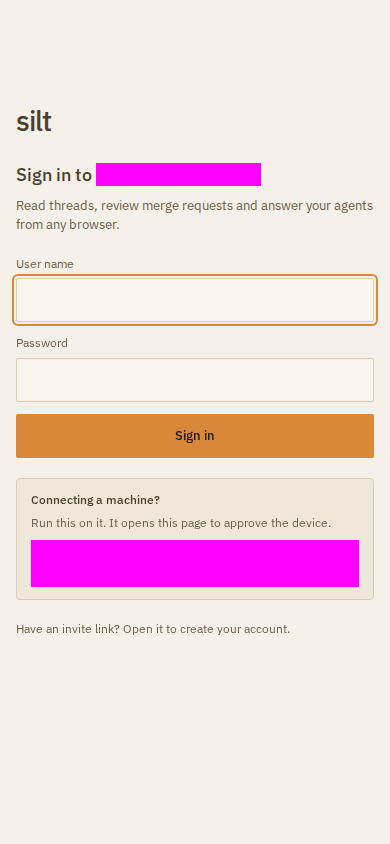 silt
Sign in to
Read threads, review merge requests and answer your agents
from any browser.
User name
Password
Sign in
Connecting a machine?
Run this on it. It opens this page to approve the device.
Have an invite link? Open it to create your account.